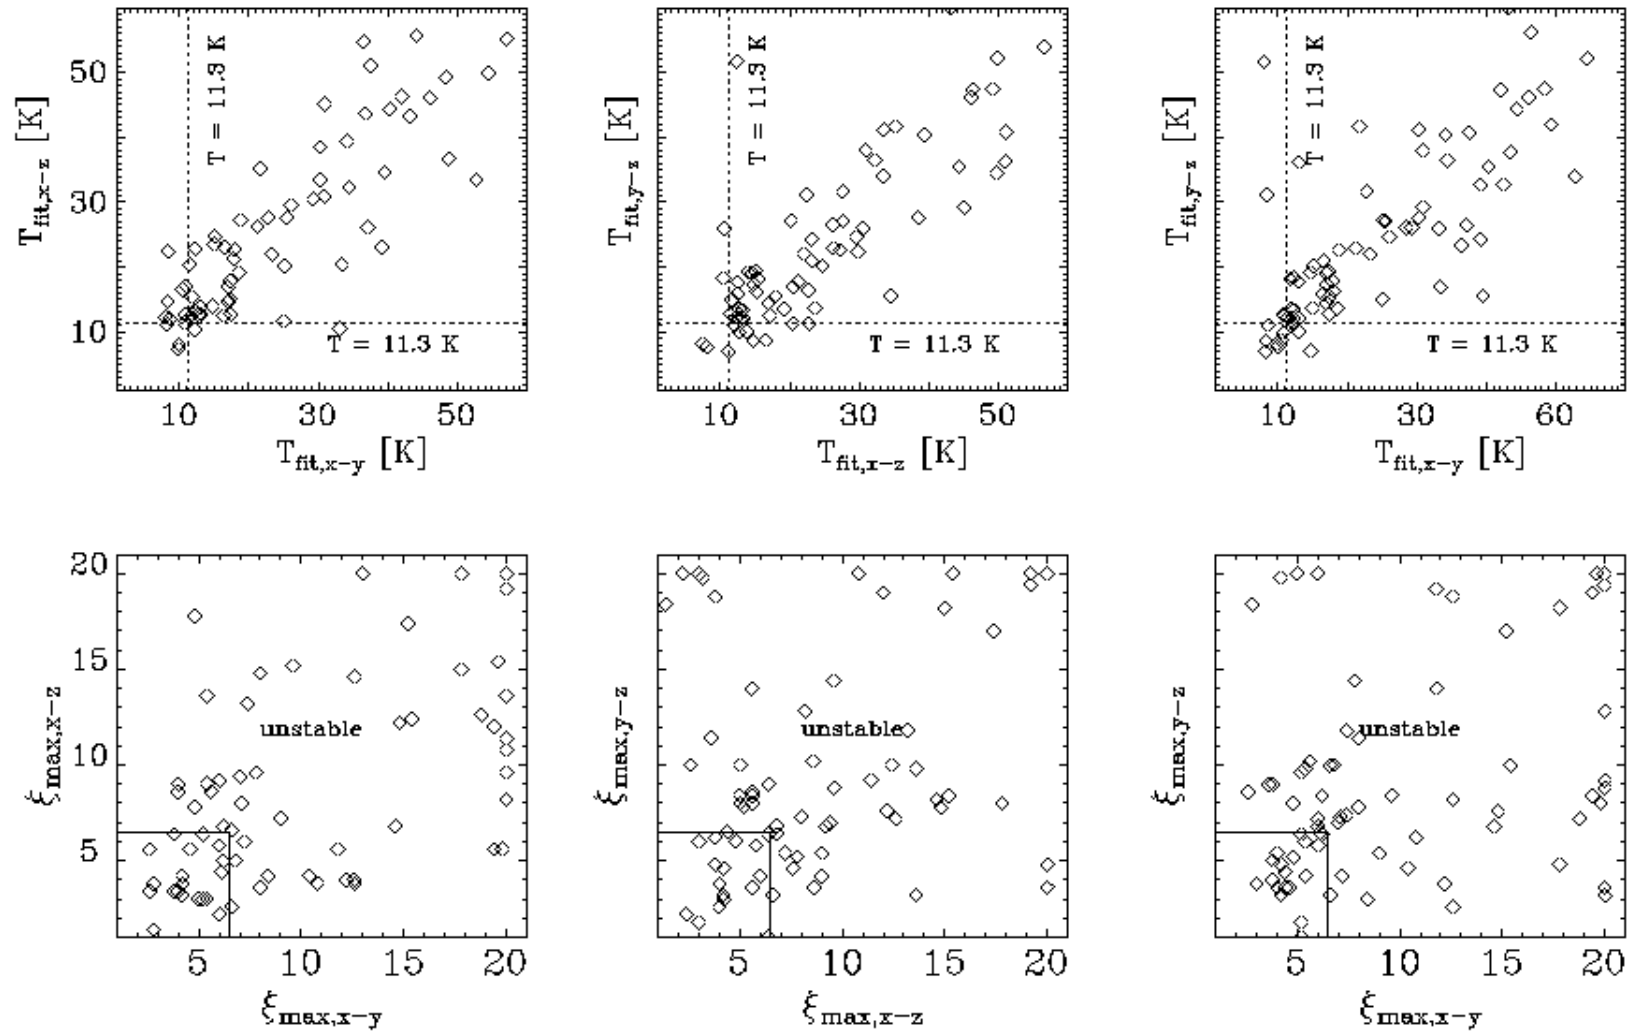 50
30
10
T_fit,x-z [K]
T = 11.3 K
T = 11.3 K
10 30 50
T_fit,x-y [K]
T_fit,y-z [K]
T = 11.3 K
T = 11.3 K
10 30 50
T_fit,x-z [K]
T_fit,y-z [K]
T = 11.3 K
T = 11.3 K
10 30 60
T_fit,x-y [K]
20
15
10
5
ξ_max,x-z
unstable
5 10 15 20
ξ_max,x-y
ξ_max,y-z
unstable
5 10 15 20
ξ_max,x-z
ξ_max,y-z
unstable
5 10 15 20
ξ_max,x-y